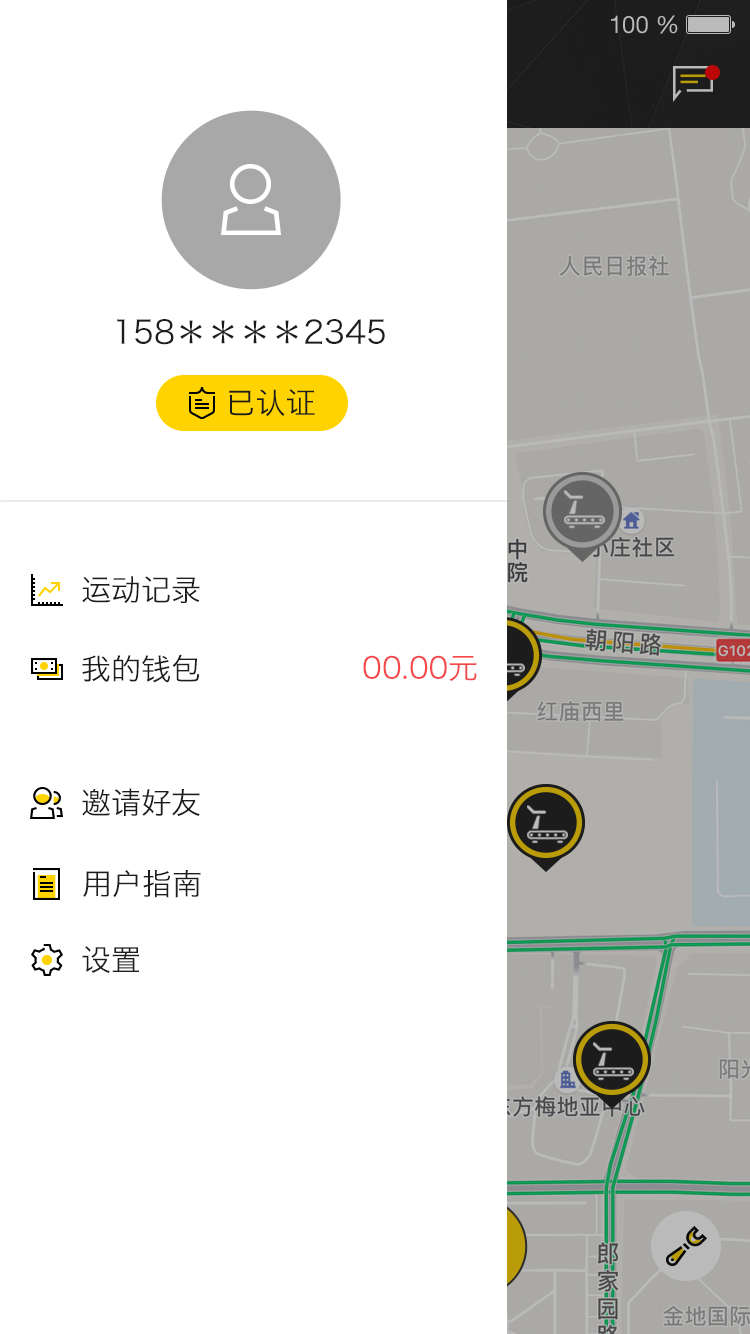 100 %
158****2345
已认证
运动记录
我的钱包 00.00元
邀请好友
用户指南
设置
人民日报社
中
院
小庄社区
朝阳路
G102
红庙西里
阳光
东方梅地亚中心
郎家园路
金地国际